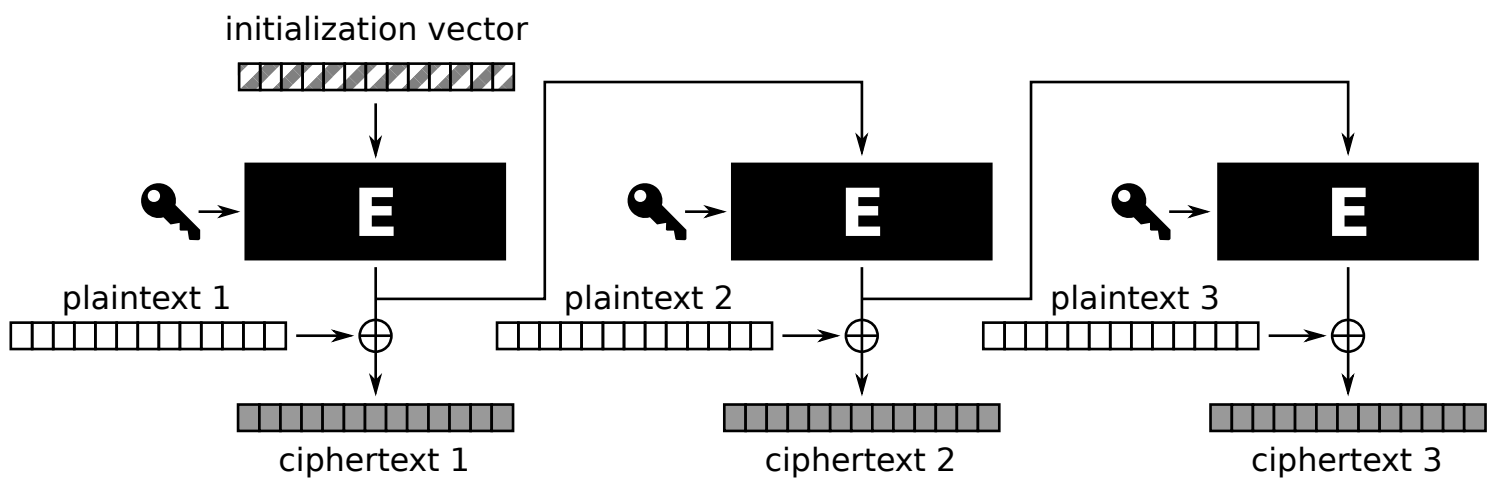 initialization vector
E
E
E
plaintext 1
plaintext 2
plaintext 3
ciphertext 1
ciphertext 2
ciphertext 3